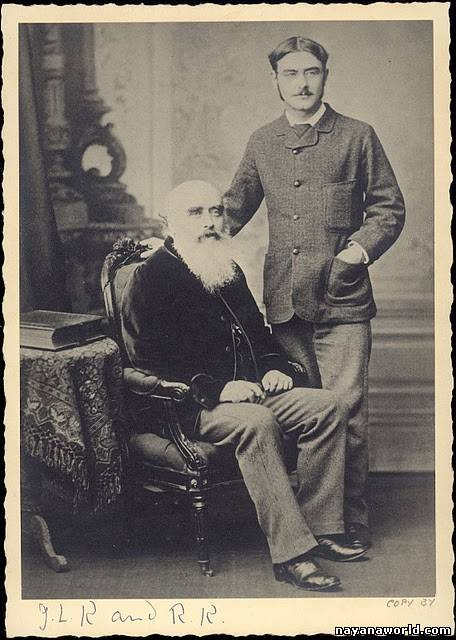 J. L. K and R. K.
COPY BY
nayanaworld.com